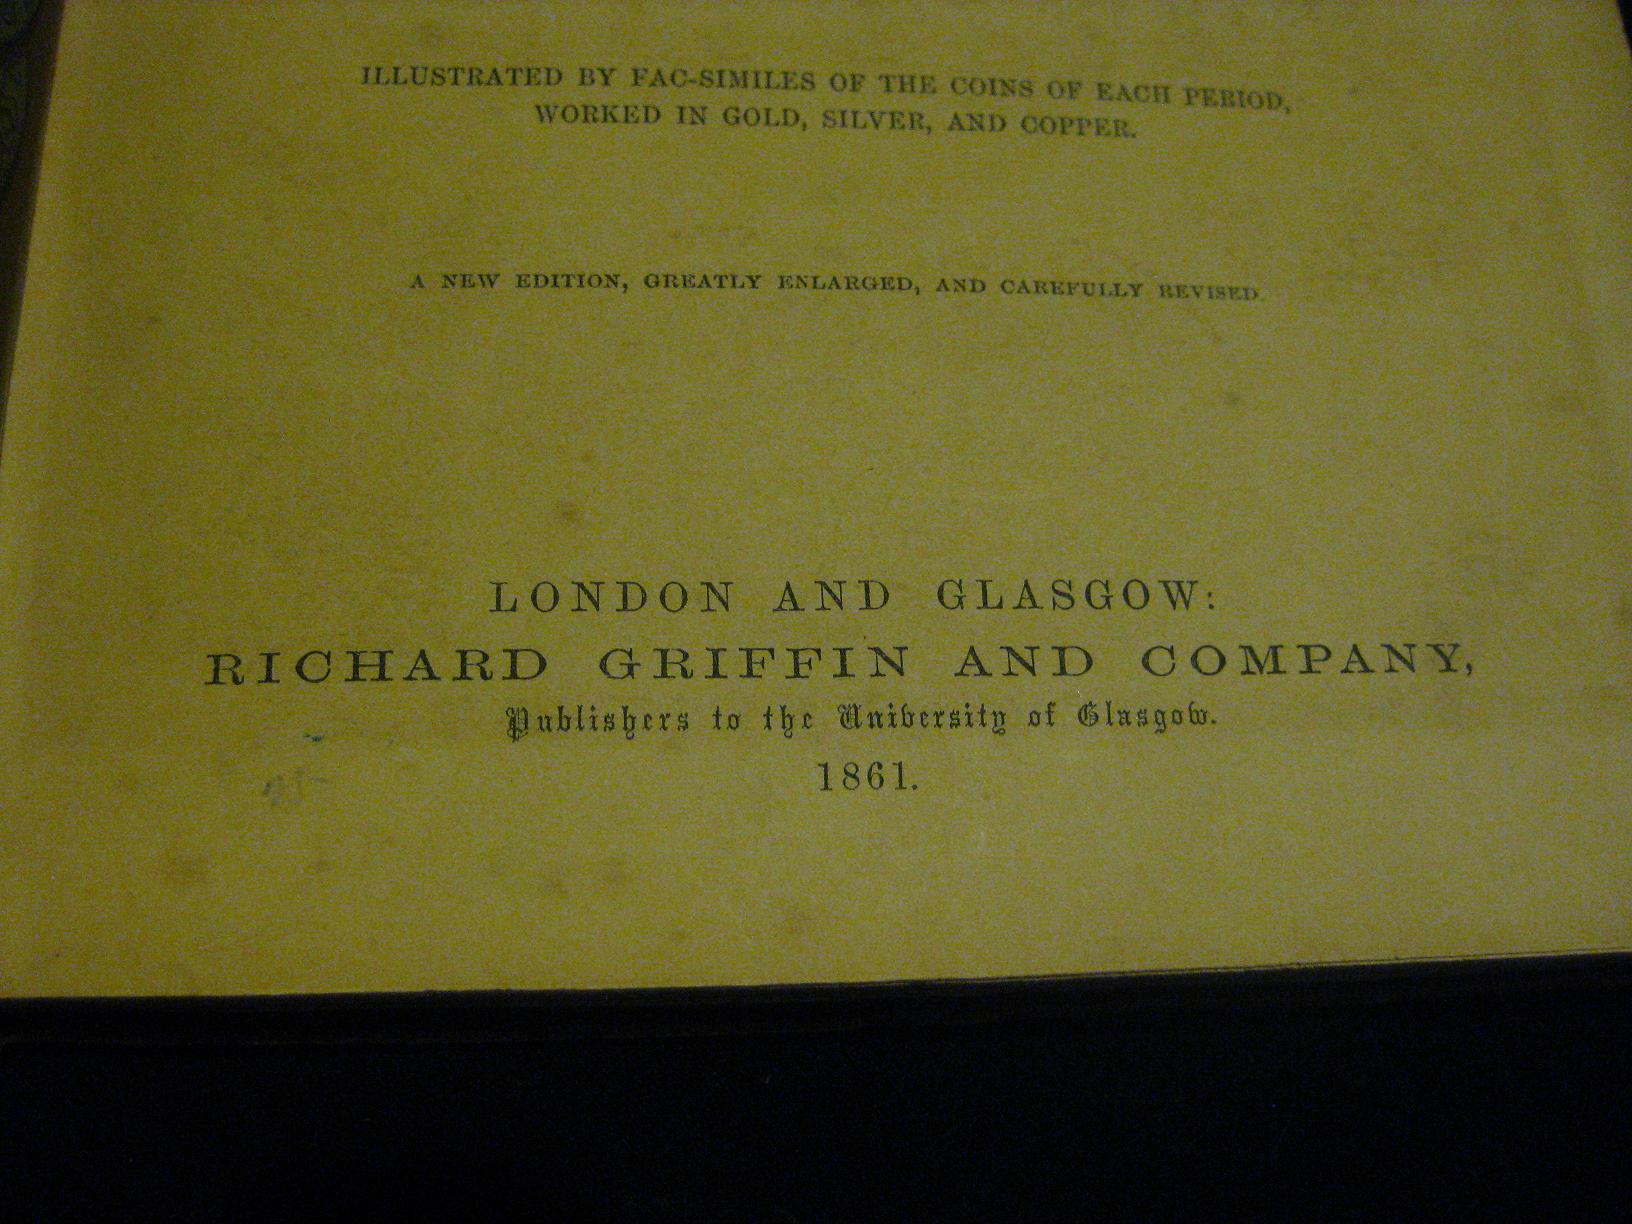 ILLUSTRATED BY FAC-SIMILES OF THE COINS OF EACH PERIOD,
WORKED IN GOLD, SILVER, AND COPPER.
A NEW EDITION, GREATLY ENLARGED, AND CAREFULLY REVISED
LONDON AND GLASGOW:
RICHARD GRIFFIN AND COMPANY,
Publishers to the University of Glasgow.
1861.